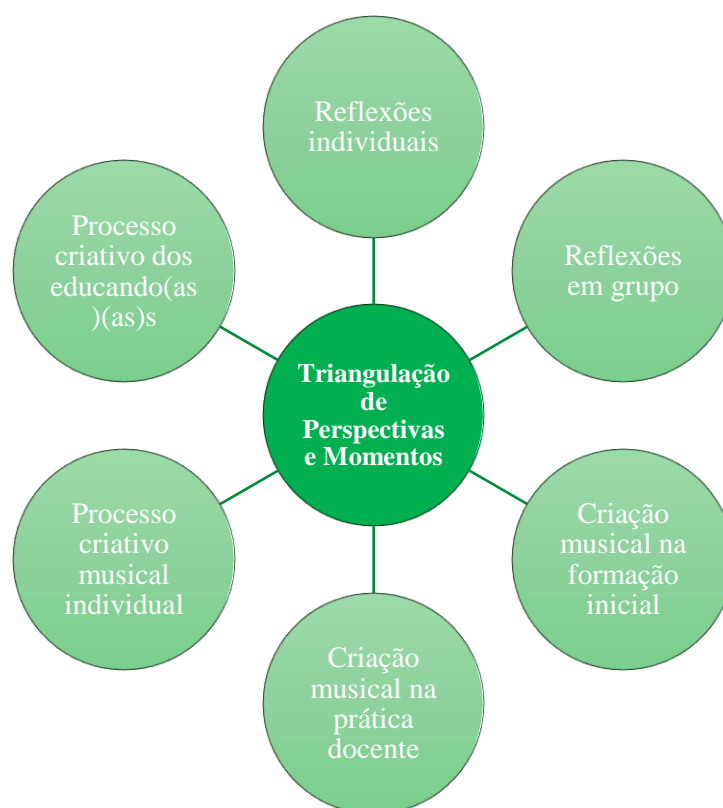 Reflexões
individuais
Processo
criativo dos
educando(as
)(as)s
Reflexões
em grupo
Triangulação
de
Perspectivas
e Momentos
Processo
criativo
musical
individual
Criação
musical na
formação
inicial
Criação
musical na
prática
docente